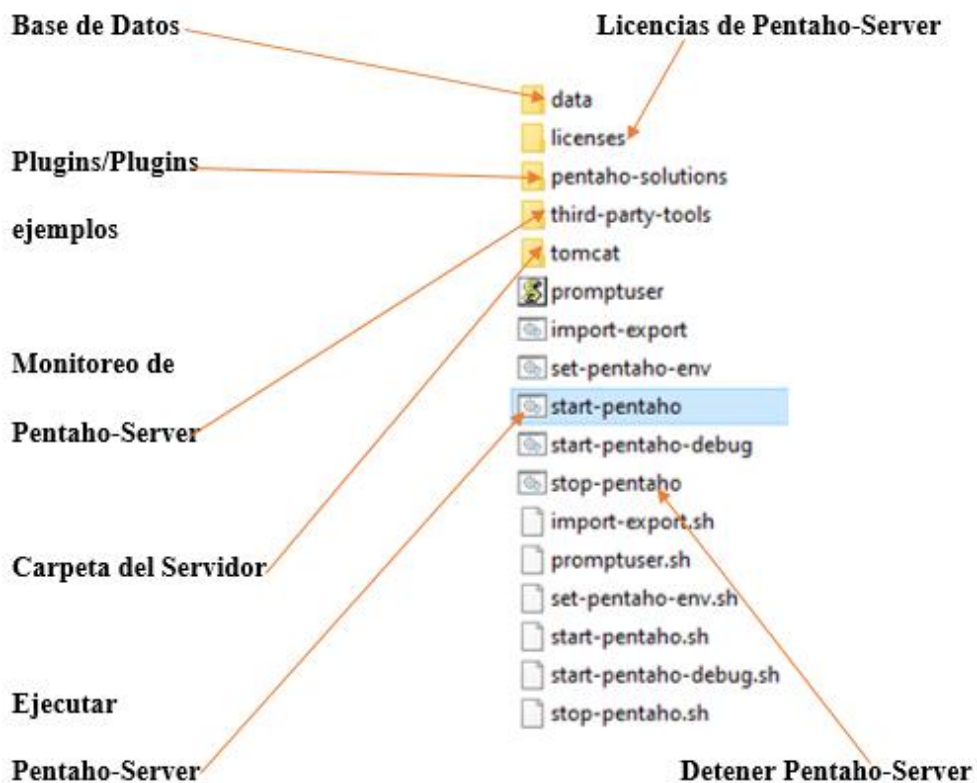 Base de Datos
Licencias de Pentaho-Server
data
licenses
Plugins/Plugins
ejemplos
pentaho-solutions
third-party-tools
tomcat
promptuser
import-export
Monitoreo de
Pentaho-Server
set-pentaho-env
start-pentaho
start-pentaho-debug
stop-pentaho
import-export.sh
Carpeta del Servidor
promptuser.sh
set-pentaho-env.sh
start-pentaho.sh
start-pentaho-debug.sh
stop-pentaho.sh
Ejecutar
Pentaho-Server
Detener Pentaho-Server